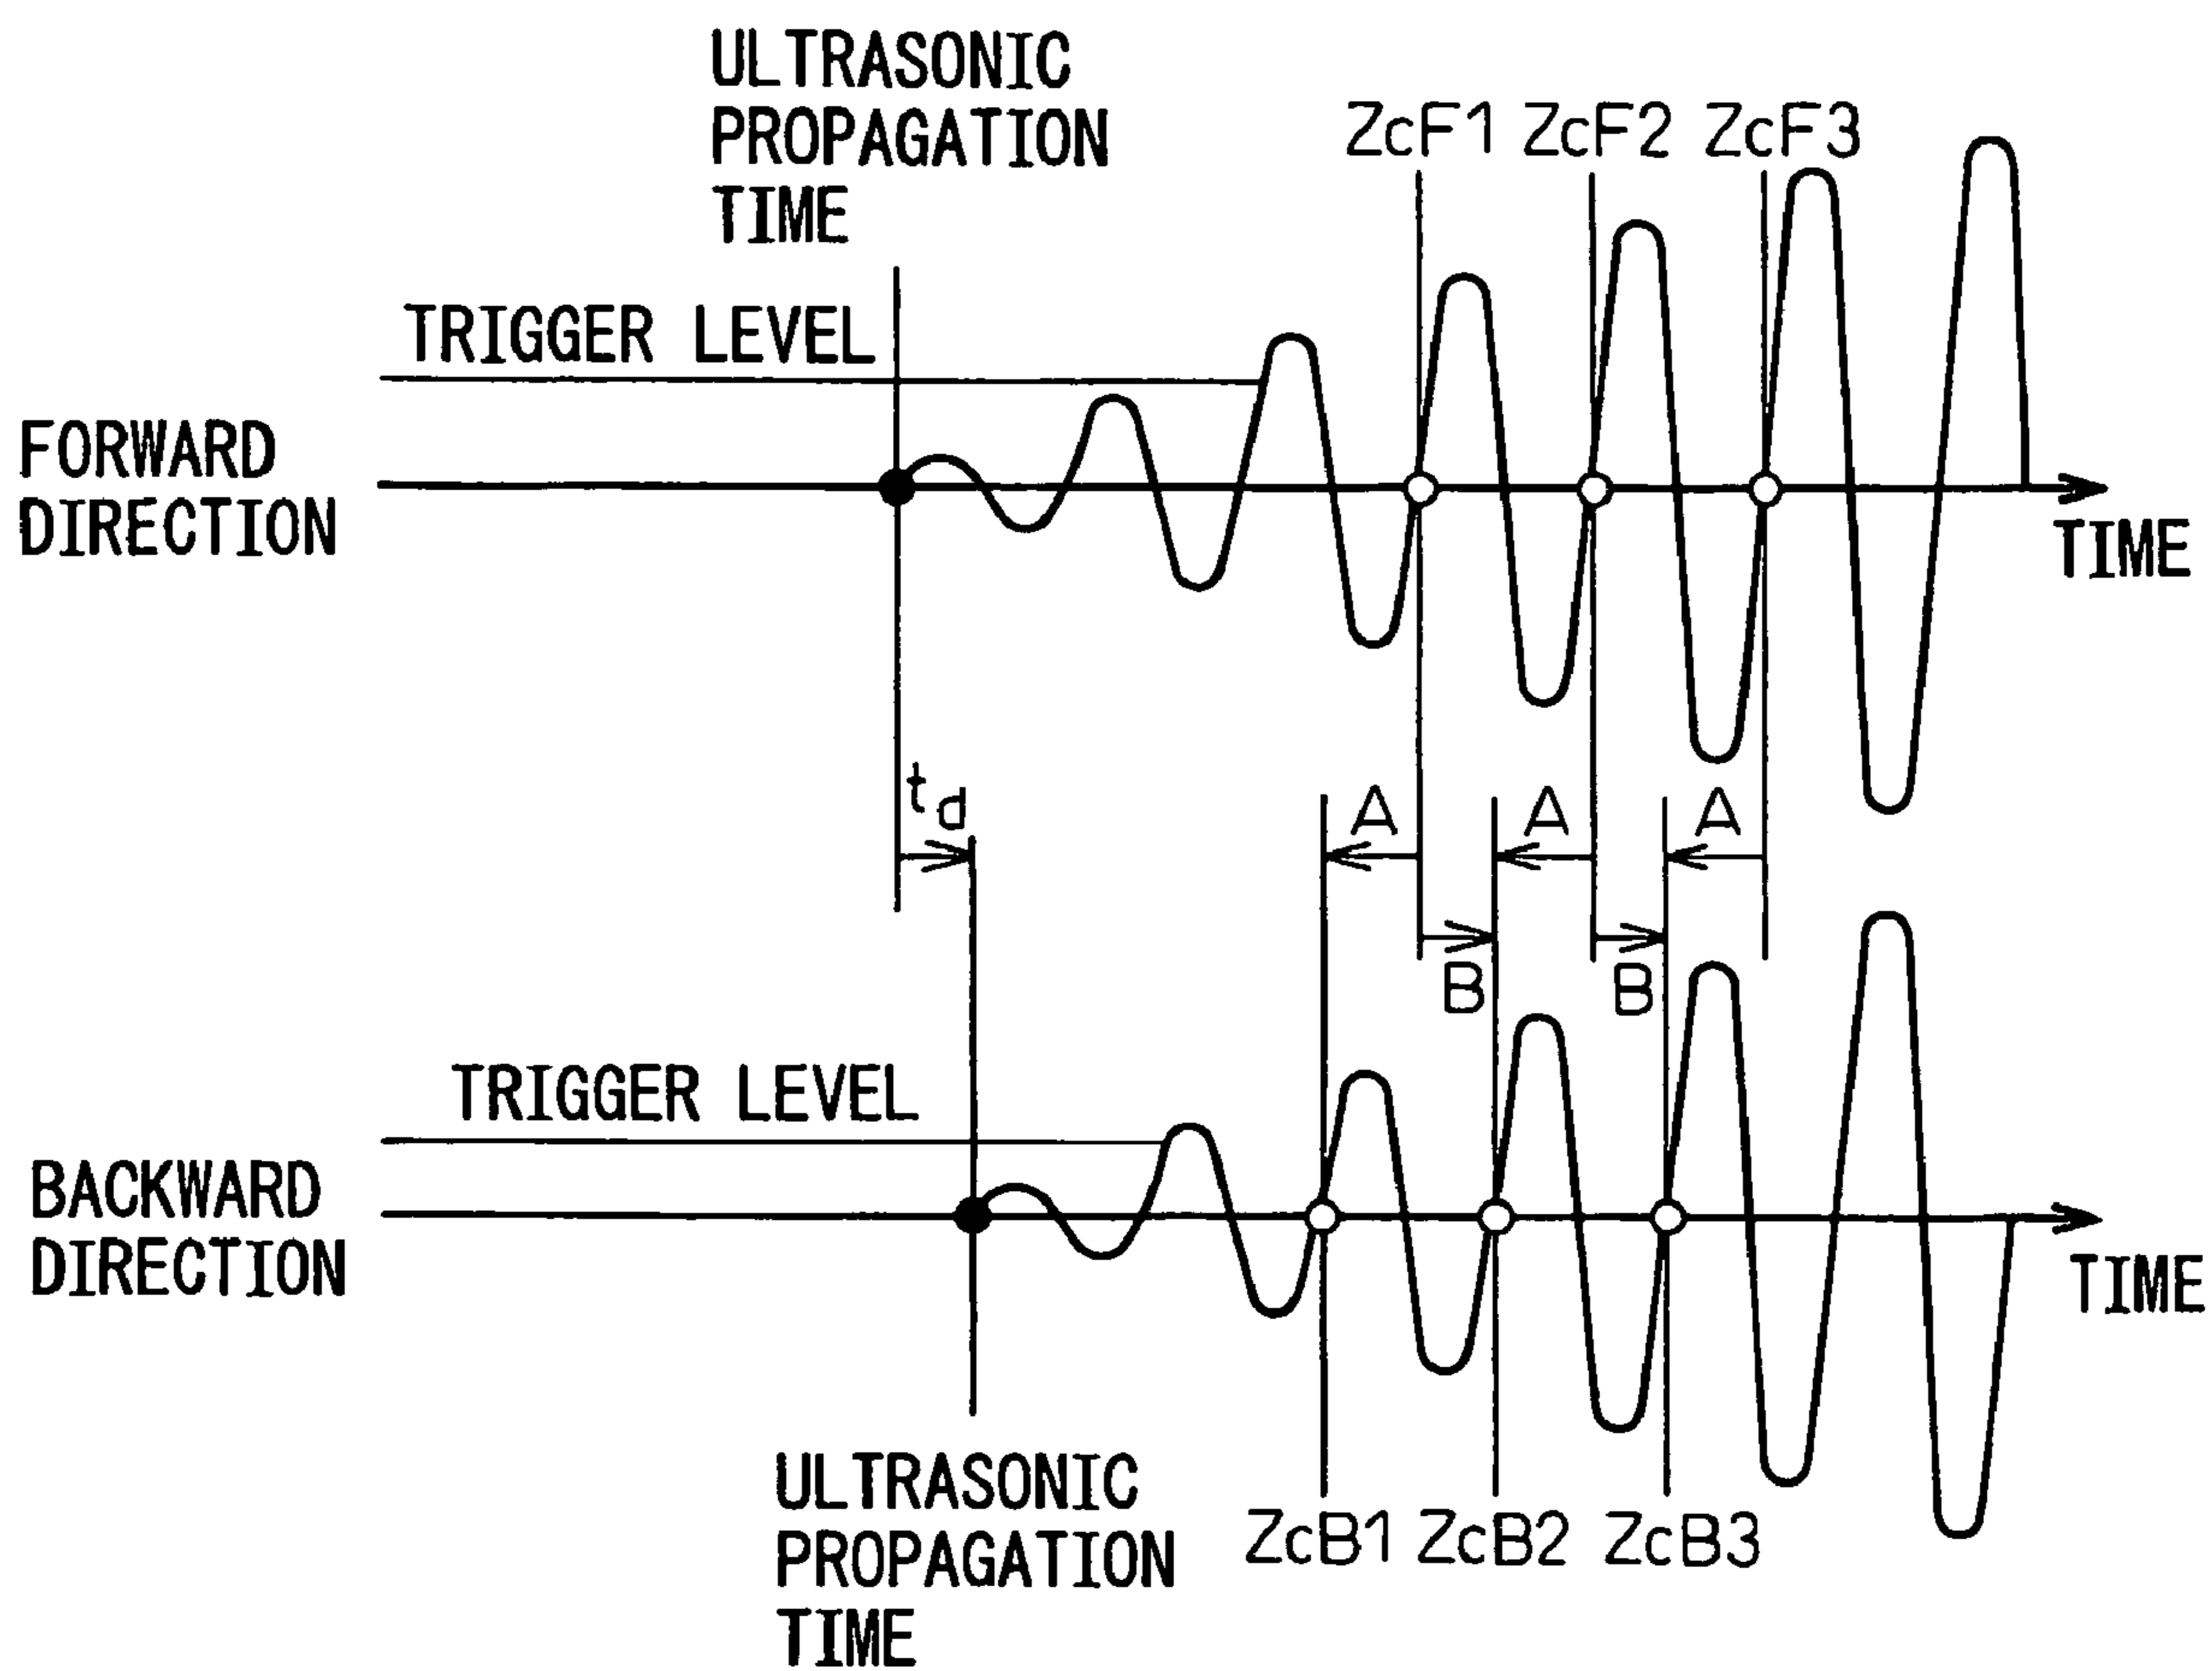 ULTRASONIC
PROPAGATION
TIME
ZcF1 ZcF2 ZcF3
TRIGGER LEVEL
FORWARD
DIRECTION
TIME
td
A A A
B B
TRIGGER LEVEL
BACKWARD
DIRECTION
TIME
ULTRASONIC
PROPAGATION
TIME
ZcB1 ZcB2 ZcB3